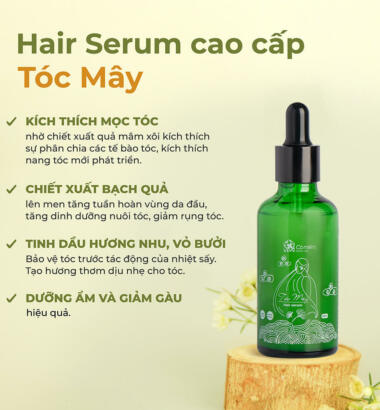 Hair Serum cao cấp
Tóc Mây
KÍCH THÍCH MỌC TÓC
nhờ chiết xuất quả mâm xôi kích thích
sự phân chia các tế bào tóc, kích thích
nang tóc mới phát triển.
CHIẾT XUẤT BẠCH QUẢ
lên men tăng tuần hoàn vùng da đầu,
tăng dinh dưỡng nuôi tóc, giảm rụng tóc.
TINH DẦU HƯƠNG NHU, VỎ BƯỞI
Bảo vệ tóc trước tác động của nhiệt sấy.
Tạo hương thơm dịu nhẹ cho tóc.
DƯỠNG ẨM VÀ GIẢM GÀU
hiệu quả.
Tóc Mây